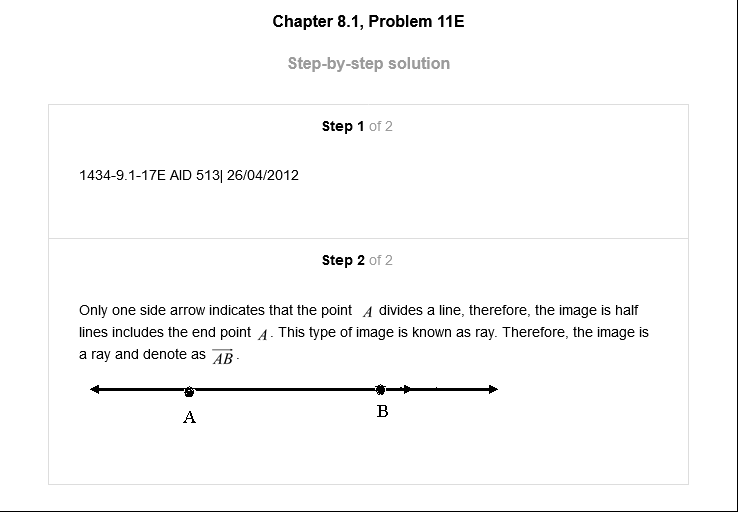 Chapter 8.1, Problem 11E
Step-by-step solution
Step 1 of 2
1434-9.1-17E AID 513| 26/04/2012
Step 2 of 2
Only one side arrow indicates that the point A divides a line, therefore, the image is half
lines includes the end point A. This type of image is known as ray. Therefore, the image is
a ray and denote as \overrightarrow{AB}.
A B